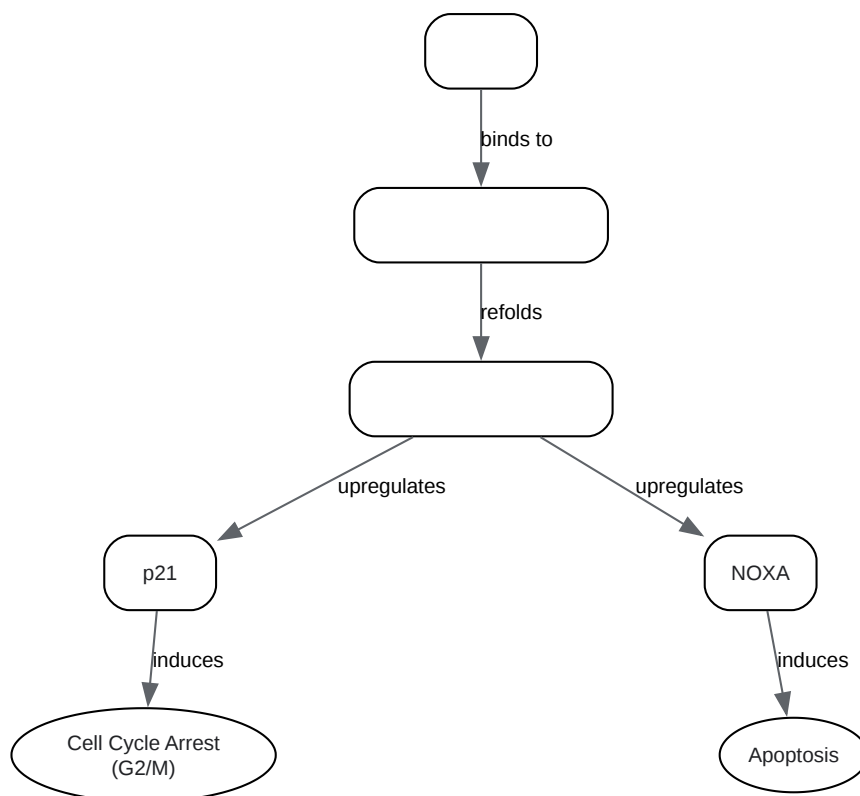 binds to
refolds
upregulates
upregulates
p21
NOXA
induces
induces
Cell Cycle Arrest
(G2/M)
Apoptosis